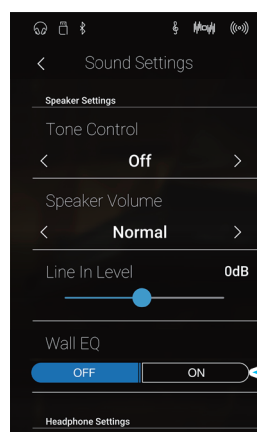 Sound Settings
Speaker Settings
Tone Control
Off
Speaker Volume
Normal
Line In Level 0dB
Wall EQ
OFF ON
Headphone Settings